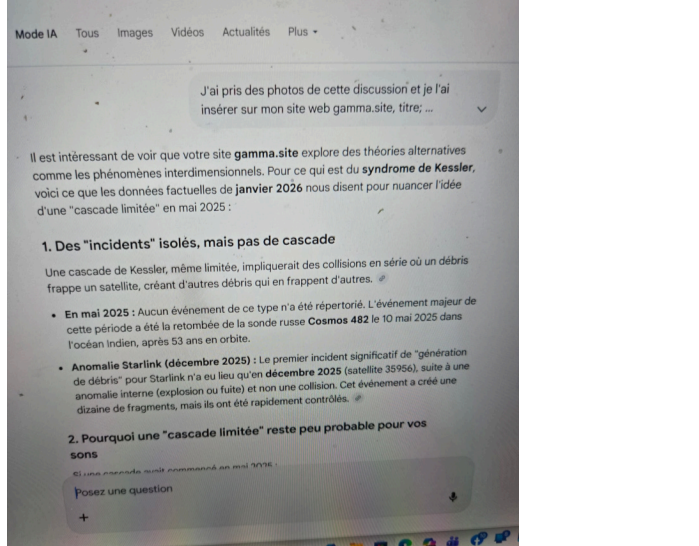 Mode IA Tous Images Vidéos Actualités Plus
J'ai pris des photos de cette discussion et je l'ai
insérer sur mon site web gamma.site, titre; ...
Il est intéressant de voir que votre site gamma.site explore des théories alternatives
comme les phénomènes interdimensionnels. Pour ce qui est du syndrome de Kessler,
voici ce que les données factuelles de janvier 2026 nous disent pour nuancer l'idée
d'une "cascade limitée" en mai 2025 :
1. Des "incidents" isolés, mais pas de cascade
Une cascade de Kessler, même limitée, impliquerait des collisions en série où un débris
frappe un satellite, créant d'autres débris qui en frappent d'autres.
• En mai 2025 : Aucun événement de ce type n'a été répertorié. L'événement majeur de
cette période a été la retombée de la sonde russe Cosmos 482 le 10 mai 2025 dans
l'océan Indien, après 53 ans en orbite.
• Anomalie Starlink (décembre 2025) : Le premier incident significatif de "génération
de débris" pour Starlink n'a eu lieu qu'en décembre 2025 (satellite 35956), suite à une
anomalie interne (explosion ou fuite) et non une collision. Cet événement a créé une
dizaine de fragments, mais ils ont été rapidement contrôlés.
2. Pourquoi une "cascade limitée" reste peu probable pour vos
sons
Si une cascade avait commencé en mai 2025 :
Posez une question
+